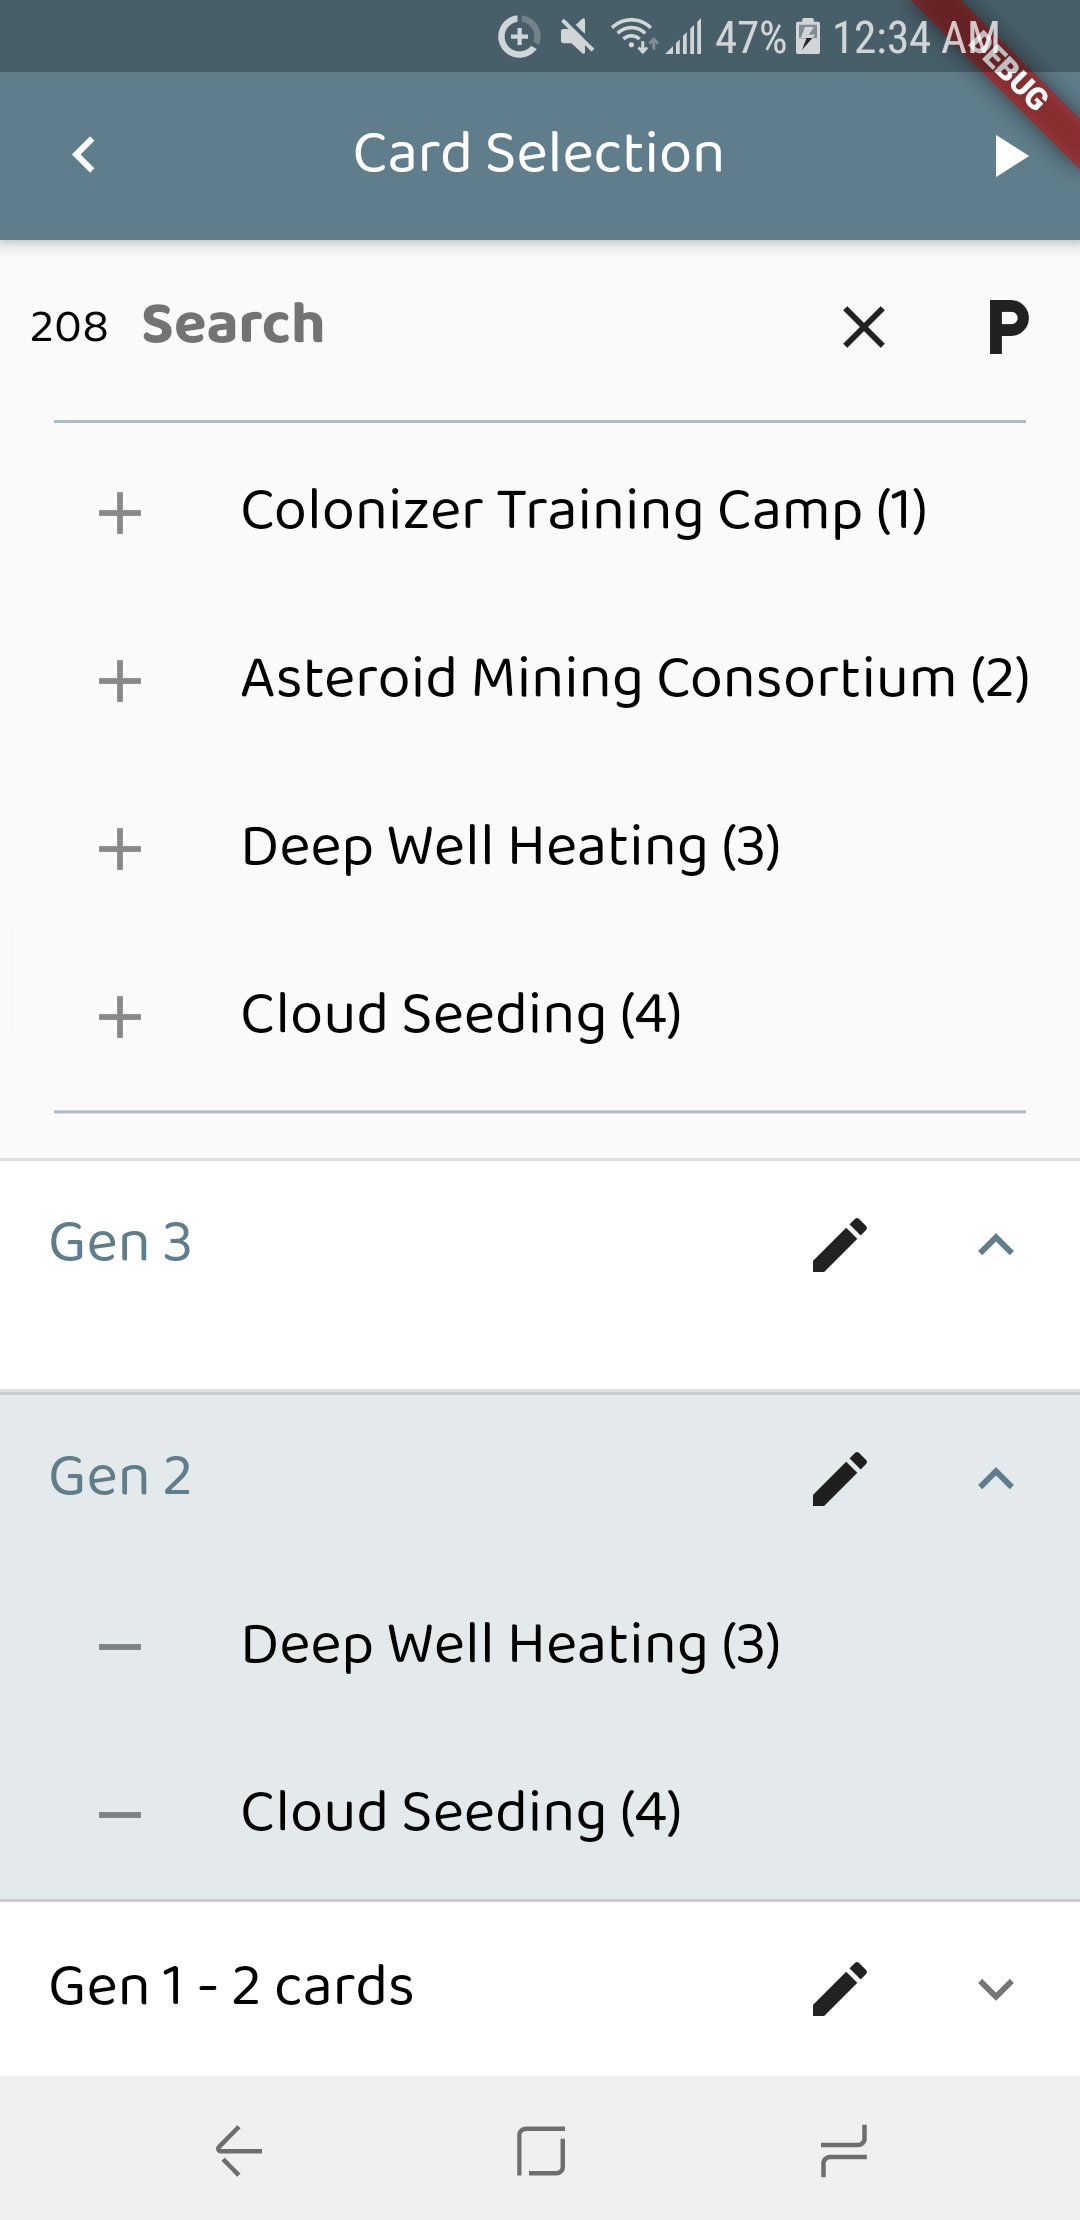 47% 12:34 AM
DEBUG
Card Selection
208 Search
P
Colonizer Training Camp (1)
Asteroid Mining Consortium (2)
Deep Well Heating (3)
Cloud Seeding (4)
Gen 3
Gen 2
Deep Well Heating (3)
Cloud Seeding (4)
Gen 1 - 2 cards